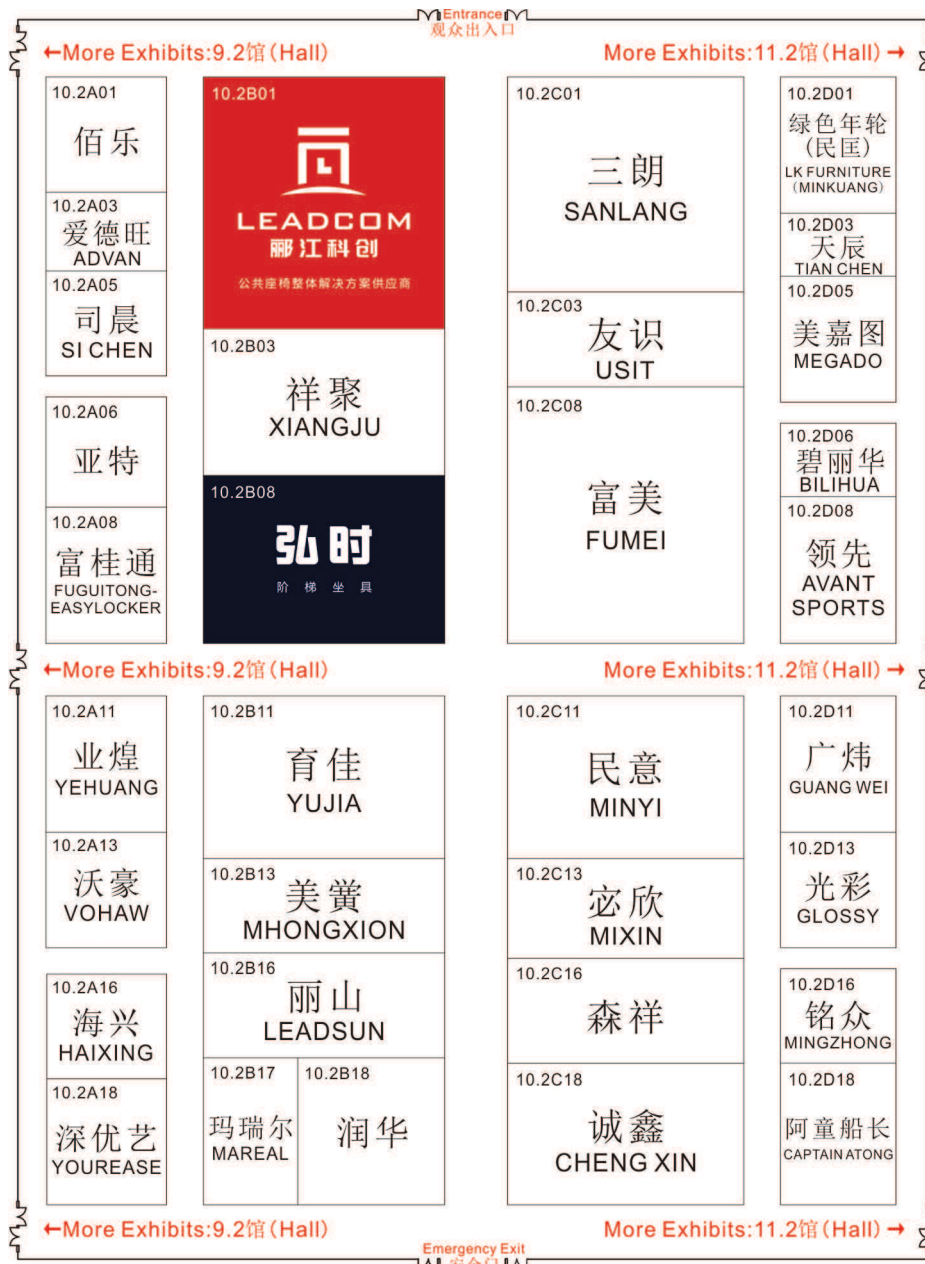 Entrance
观众出入口
←More Exhibits:9.2馆(Hall)
More Exhibits:11.2馆(Hall)→
10.2A01
佰乐
10.2A03
爱德旺
ADVAN
10.2A05
司晨
SI CHEN
10.2A06
亚特
10.2A08
富桂通
FUGUITONG-
EASYLOCKER
10.2B01
LEADCOM
郦江科创
公共座椅整体解决方案供应商
10.2B03
祥聚
XIANGJU
10.2B08
弘时
阶梯坐具
10.2C01
三朗
SANLANG
10.2C03
友识
USIT
10.2C08
富美
FUMEI
10.2D01
绿色年轮
(民匡)
LK FURNITURE
(MINKUANG)
10.2D03
天辰
TIAN CHEN
10.2D05
美嘉图
MEGADO
10.2D06
碧丽华
BILIHUA
10.2D08
领先
AVANT
SPORTS
←More Exhibits:9.2馆(Hall)
More Exhibits:11.2馆(Hall)→
10.2A11
业煌
YEHUANG
10.2A13
沃豪
VOHAW
10.2A16
海兴
HAIXING
10.2A18
深优艺
YOUREASE
10.2B11
育佳
YUJIA
10.2B13
美黉
MHONGXION
10.2B16
丽山
LEADSUN
10.2B17
玛瑞尔
MAREAL
10.2B18
润华
10.2C11
民意
MINYI
10.2C13
宓欣
MIXIN
10.2C16
森祥
10.2C18
诚鑫
CHENG XIN
10.2D11
广炜
GUANG WEI
10.2D13
光彩
GLOSSY
10.2D16
铭众
MINGZHONG
10.2D18
阿童船长
CAPTAIN ATONG
←More Exhibits:9.2馆(Hall)
More Exhibits:11.2馆(Hall)→
Emergency Exit
安全门